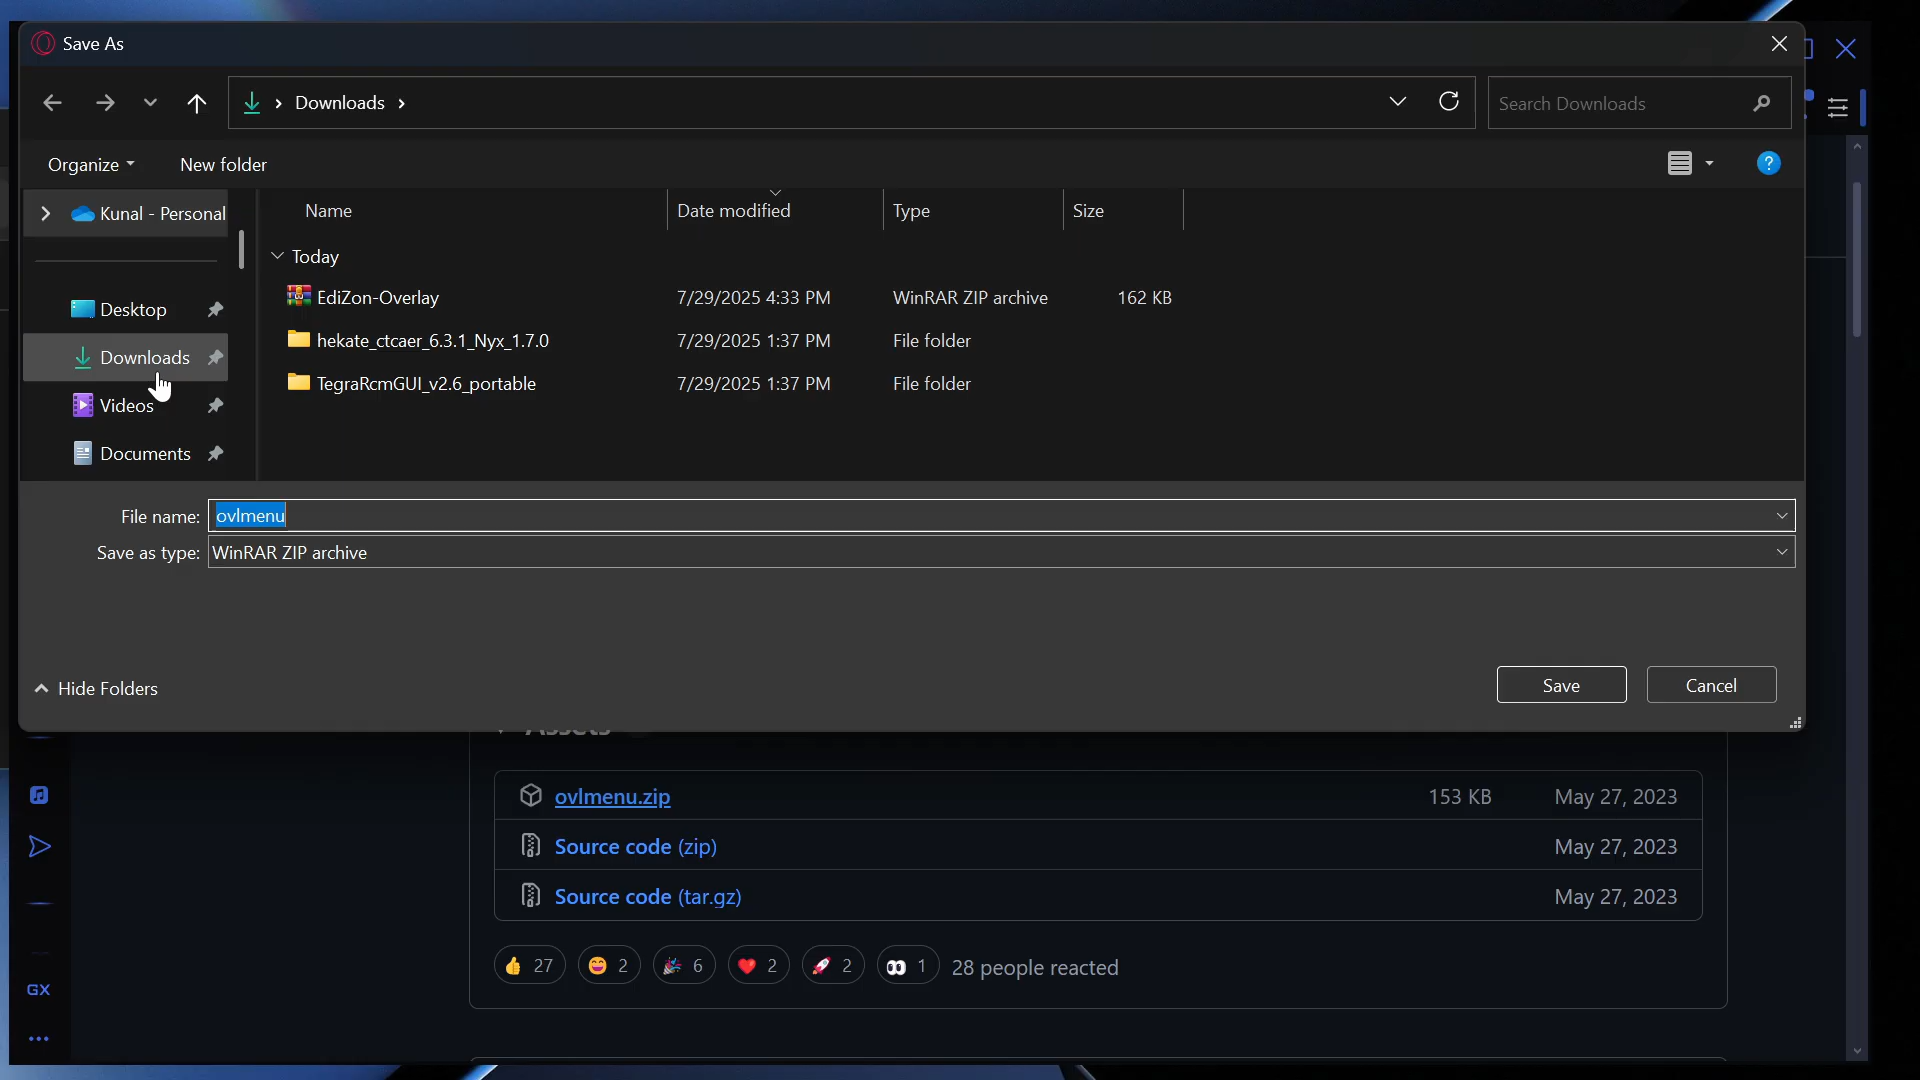 Save As
Downloads
Search Downloads
Organize
New folder
Kunal - Personal
Desktop
Downloads
Videos
Documents
Name
Date modified
Type
Size
Today
EdiZon-Overlay 7/29/2025 4:33 PM WinRAR ZIP archive 162 KB
hekate_ctcaer_6.3.1_Nyx_1.7.0 7/29/2025 1:37 PM File folder
TegraRcmGUI_v2.6_portable 7/29/2025 1:37 PM File folder
File name: ovlmenu
Save as type: WinRAR ZIP archive
Hide Folders
Save
Cancel
Assets
ovlmenu.zip 153 KB May 27, 2023
Source code (zip) May 27, 2023
Source code (tar.gz) May 27, 2023
27 2 6 2 2 1 28 people reacted
GX